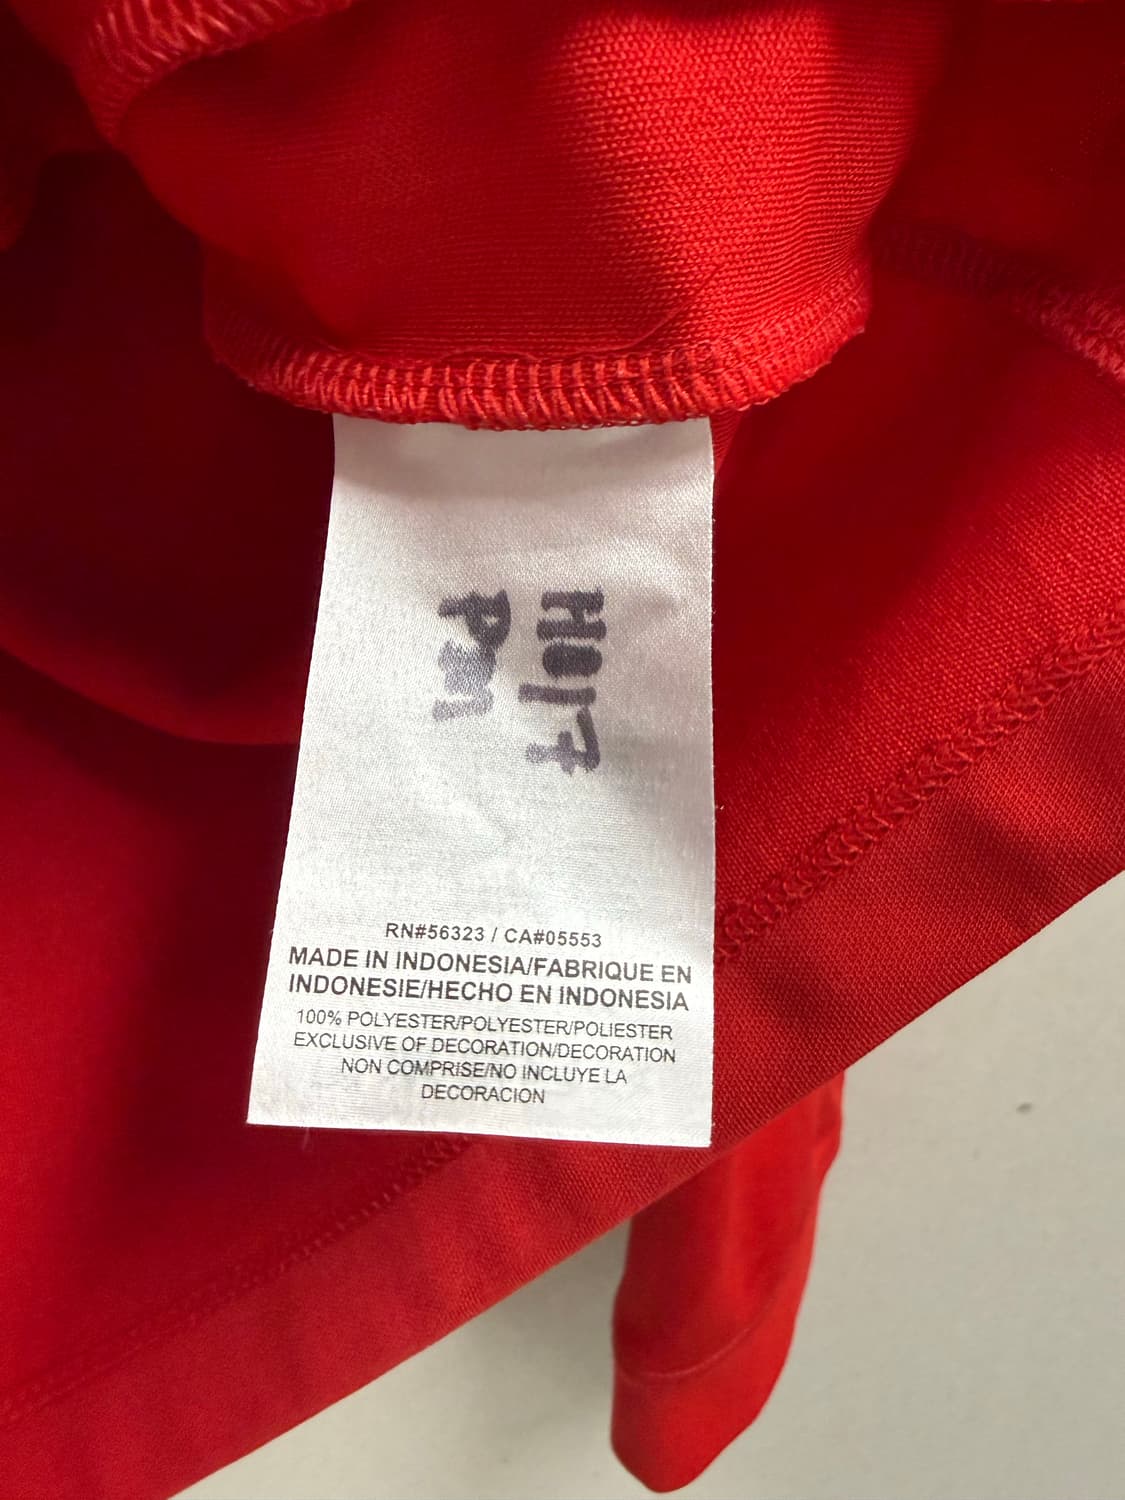 H017
RN#56323 / CA#05553
MADE IN INDONESIA/FABRIQUE EN
INDONESIE/HECHO EN INDONESIA
100% POLYESTER/POLYESTER/POLIESTER
EXCLUSIVE OF DECORATION/DECORATION
NON COMPRISE/NO INCLUYE LA
DECORACION